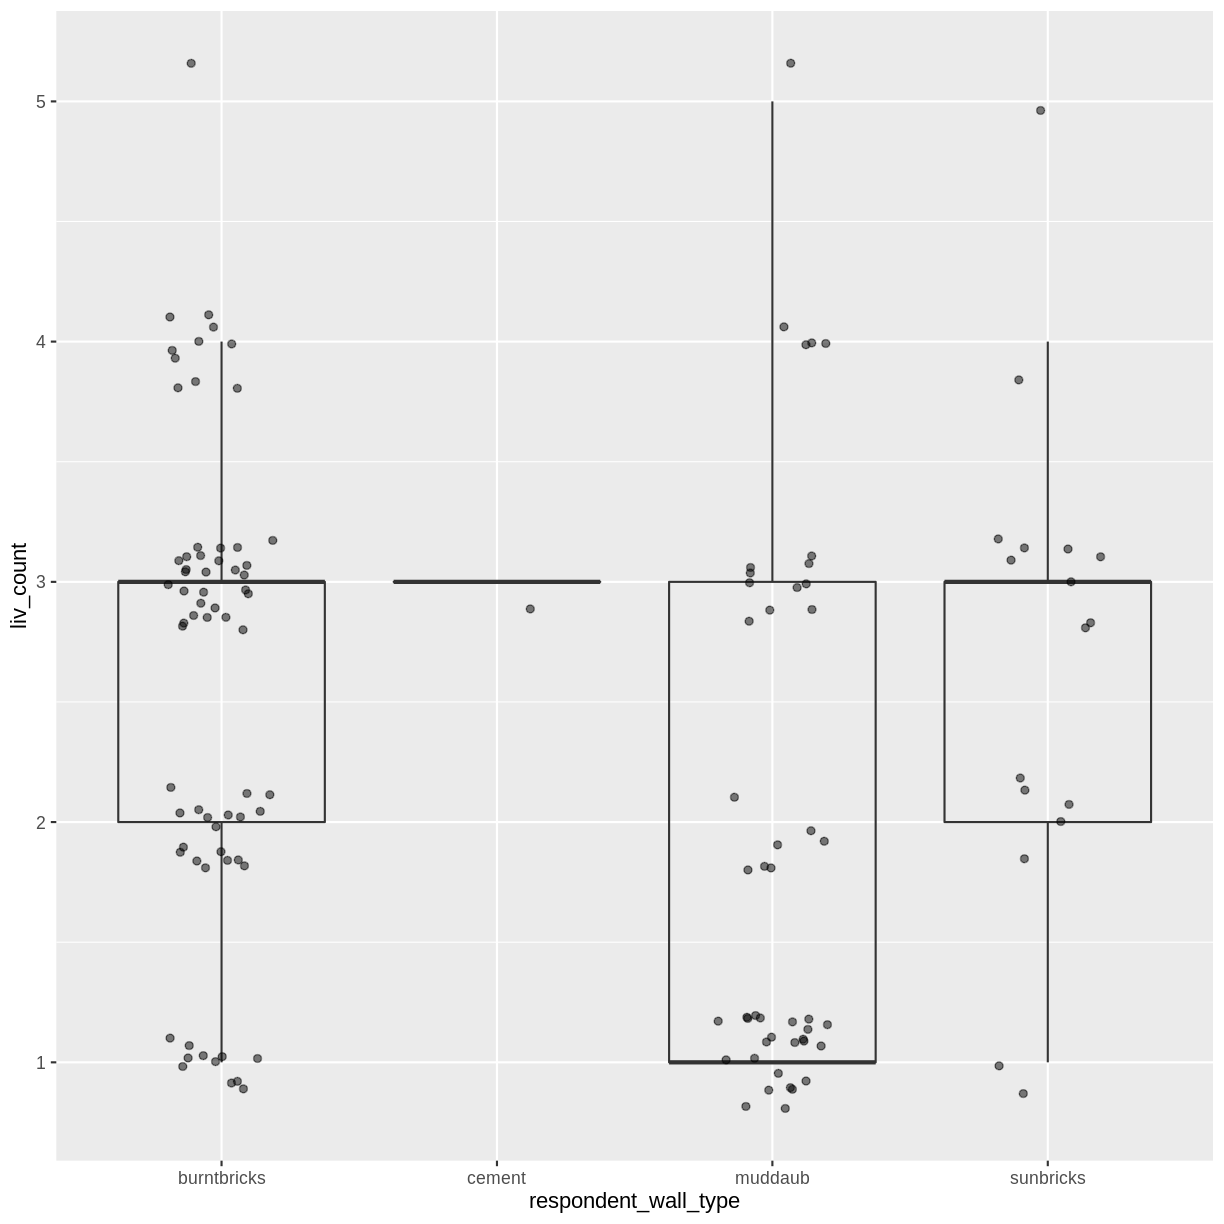 liv_count
5
4
3
2
1
burntbricks
cement
muddaub
sunbricks
respondent_wall_type